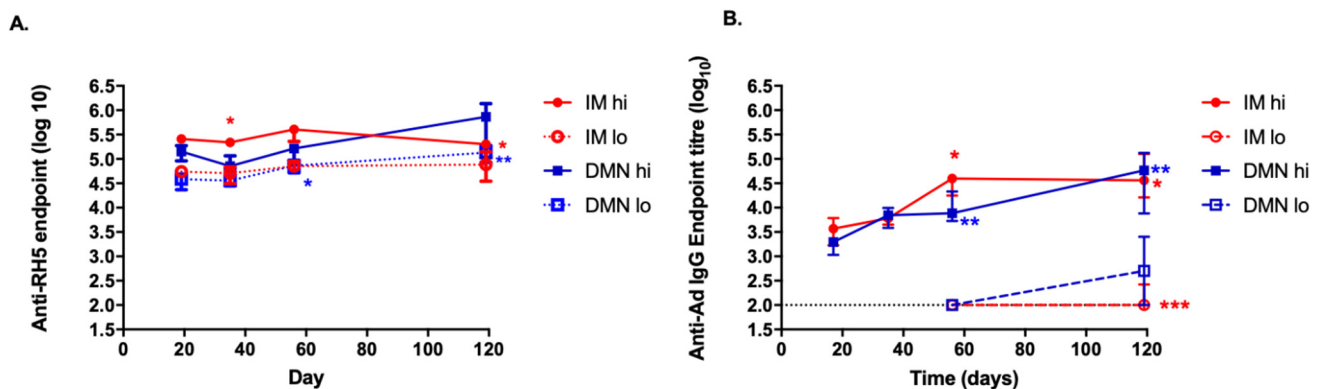 A.
Anti-RH5 endpoint (log 10)
6.5
6.0
5.5
5.0
4.5
4.0
3.5
3.0
2.5
2.0
1.5
0 20 40 60 80 100 120
Day
*
*
**
*
IM hi
IM lo
DMN hi
DMN lo
B.
Anti-Ad IgG Endpoint titre (log10)
6.5
6.0
5.5
5.0
4.5
4.0
3.5
3.0
2.5
2.0
1.5
0 20 40 60 80 100 120
Time (days)
*
**
**
*
***
IM hi
IM lo
DMN hi
DMN lo